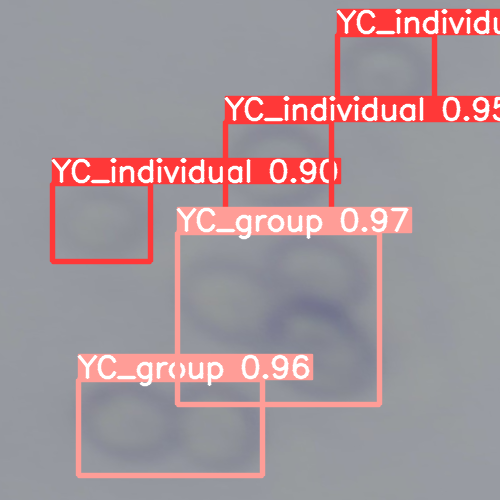 YC_individu
YC_individual 0.95
YC_individual 0.90
YC_group 0.97
YC_group 0.96